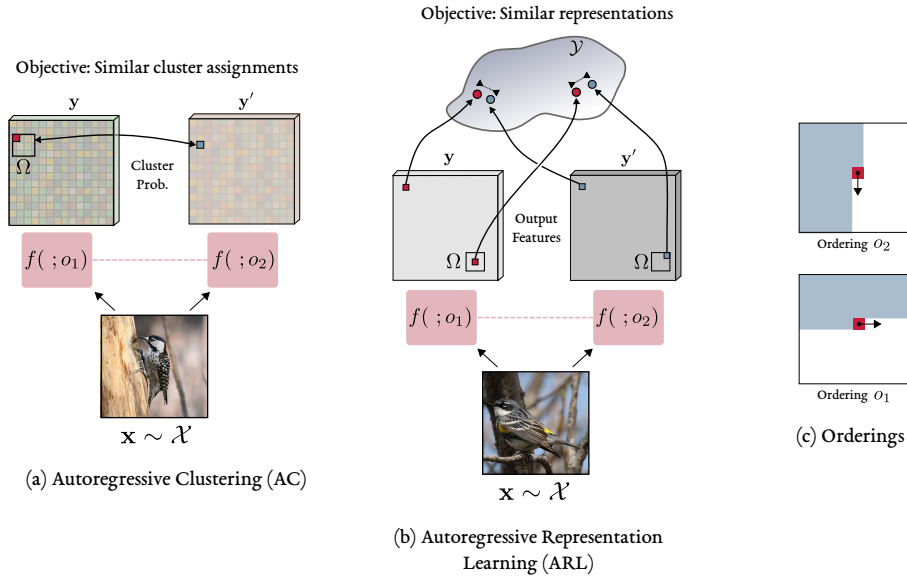 Objective: Similar cluster assignments
y
y′
Ω
Cluster
Prob.
f( ; o₁)
f( ; o₂)
x ∼ 𝒳
(a) Autoregressive Clustering (AC)
Objective: Similar representations
𝒴
y
y′
Output
Features
Ω
Ω
f( ; o₁)
f( ; o₂)
x ∼ 𝒳
(b) Autoregressive Representation
Learning (ARL)
Ordering o₂
Ordering o₁
(c) Orderings